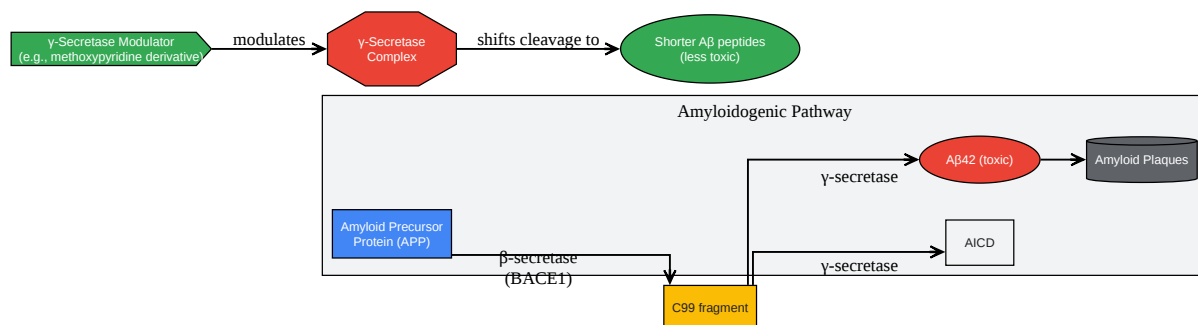 γ-Secretase Modulator
(e.g., methoxypyridine derivative)
modulates
γ-Secretase
Complex
shifts cleavage to
Shorter Aβ peptides
(less toxic)
Amyloidogenic Pathway
Aβ42 (toxic)
Amyloid Plaques
γ-secretase
Amyloid Precursor
Protein (APP)
β-secretase
(BACE1)
AICD
γ-secretase
C99 fragment